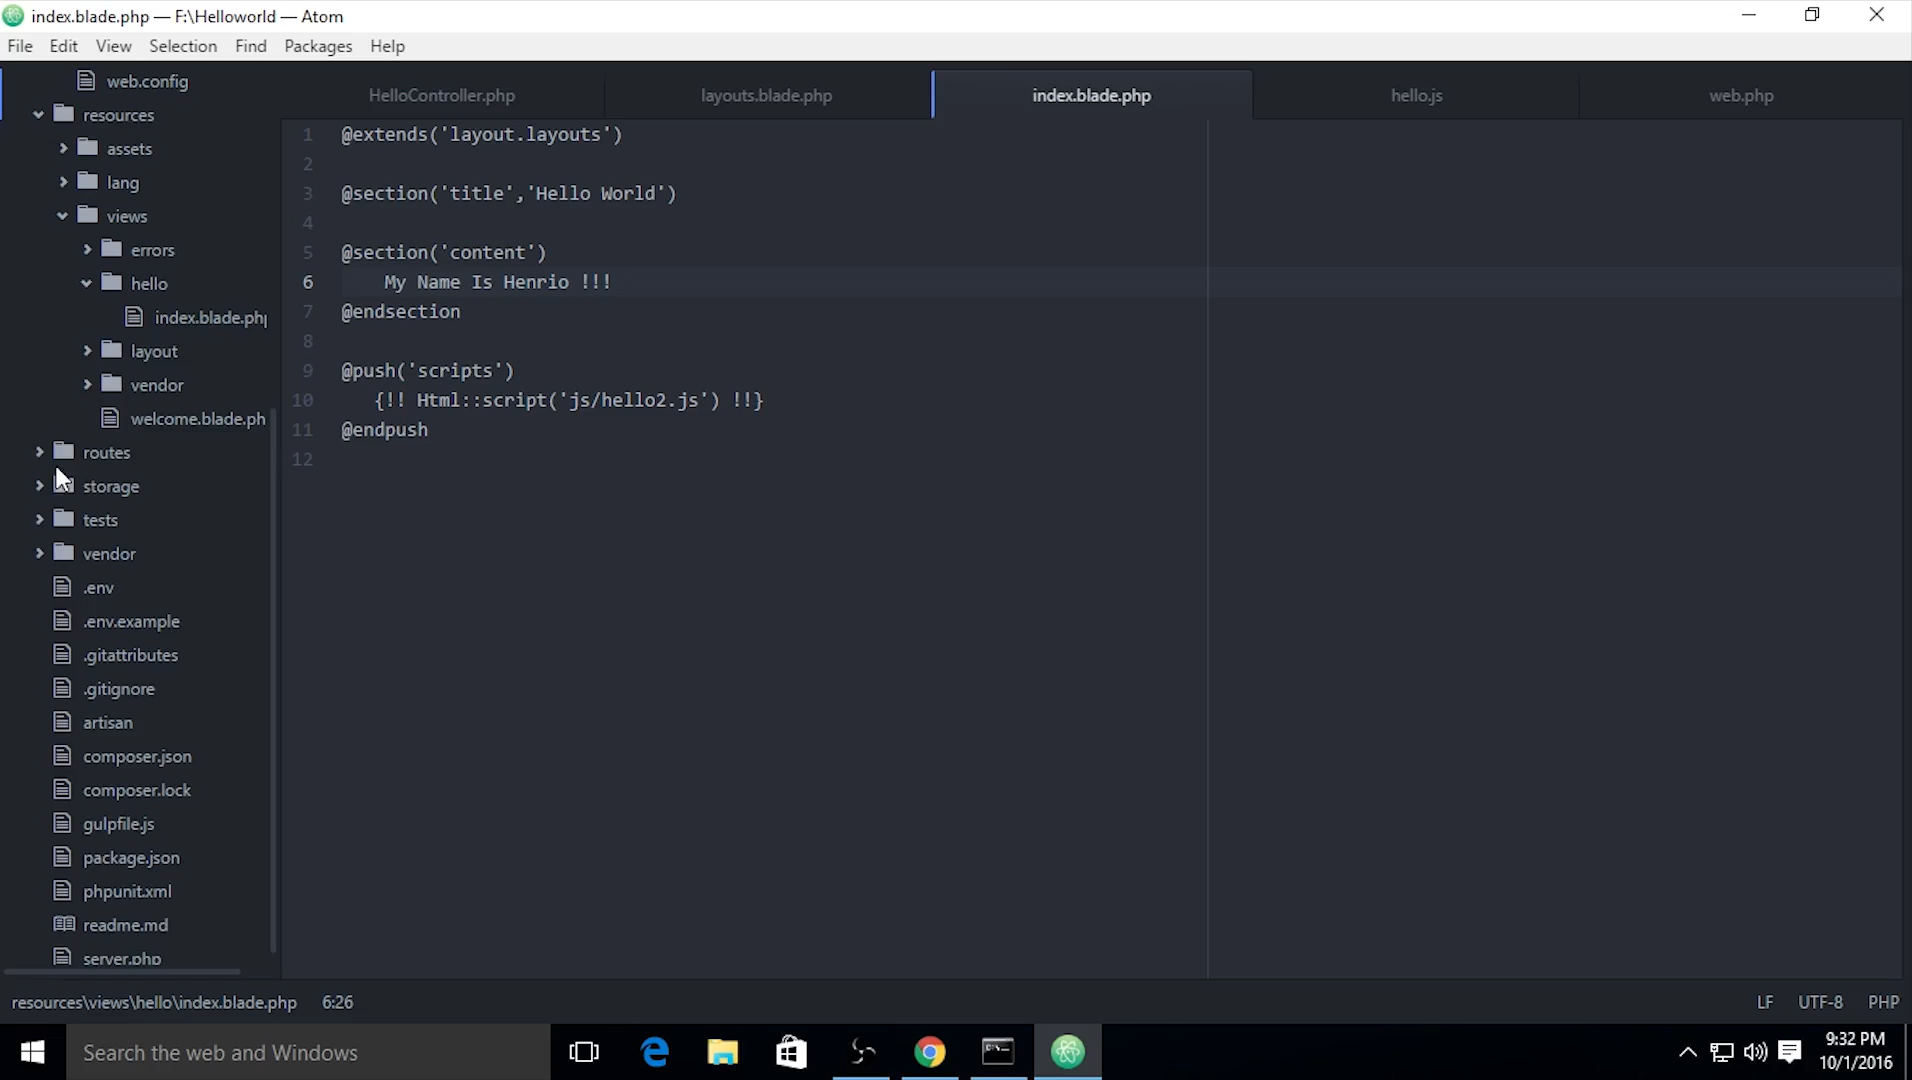 index.blade.php — F:\Helloworld — Atom
File Edit View Selection Find Packages Help
web.config
resources
assets
lang
views
errors
hello
index.blade.php
layout
vendor
welcome.blade.ph
routes
storage
tests
vendor
.env
.env.example
.gitattributes
.gitignore
artisan
composer.json
composer.lock
gulpfile.js
package.json
phpunit.xml
readme.md
server.php
HelloController.php layouts.blade.php index.blade.php hello.js web.php
1 @extends('layout.layouts')
2
3 @section('title','Hello World')
4
5 @section('content')
6 My Name Is Henrio !!!
7 @endsection
8
9 @push('scripts')
10 {!! Html::script('js/hello2.js') !!}
11 @endpush
12
resources\views\hello\index.blade.php 6:26 LF UTF-8 PHP
Search the web and Windows
9:32 PM
10/1/2016